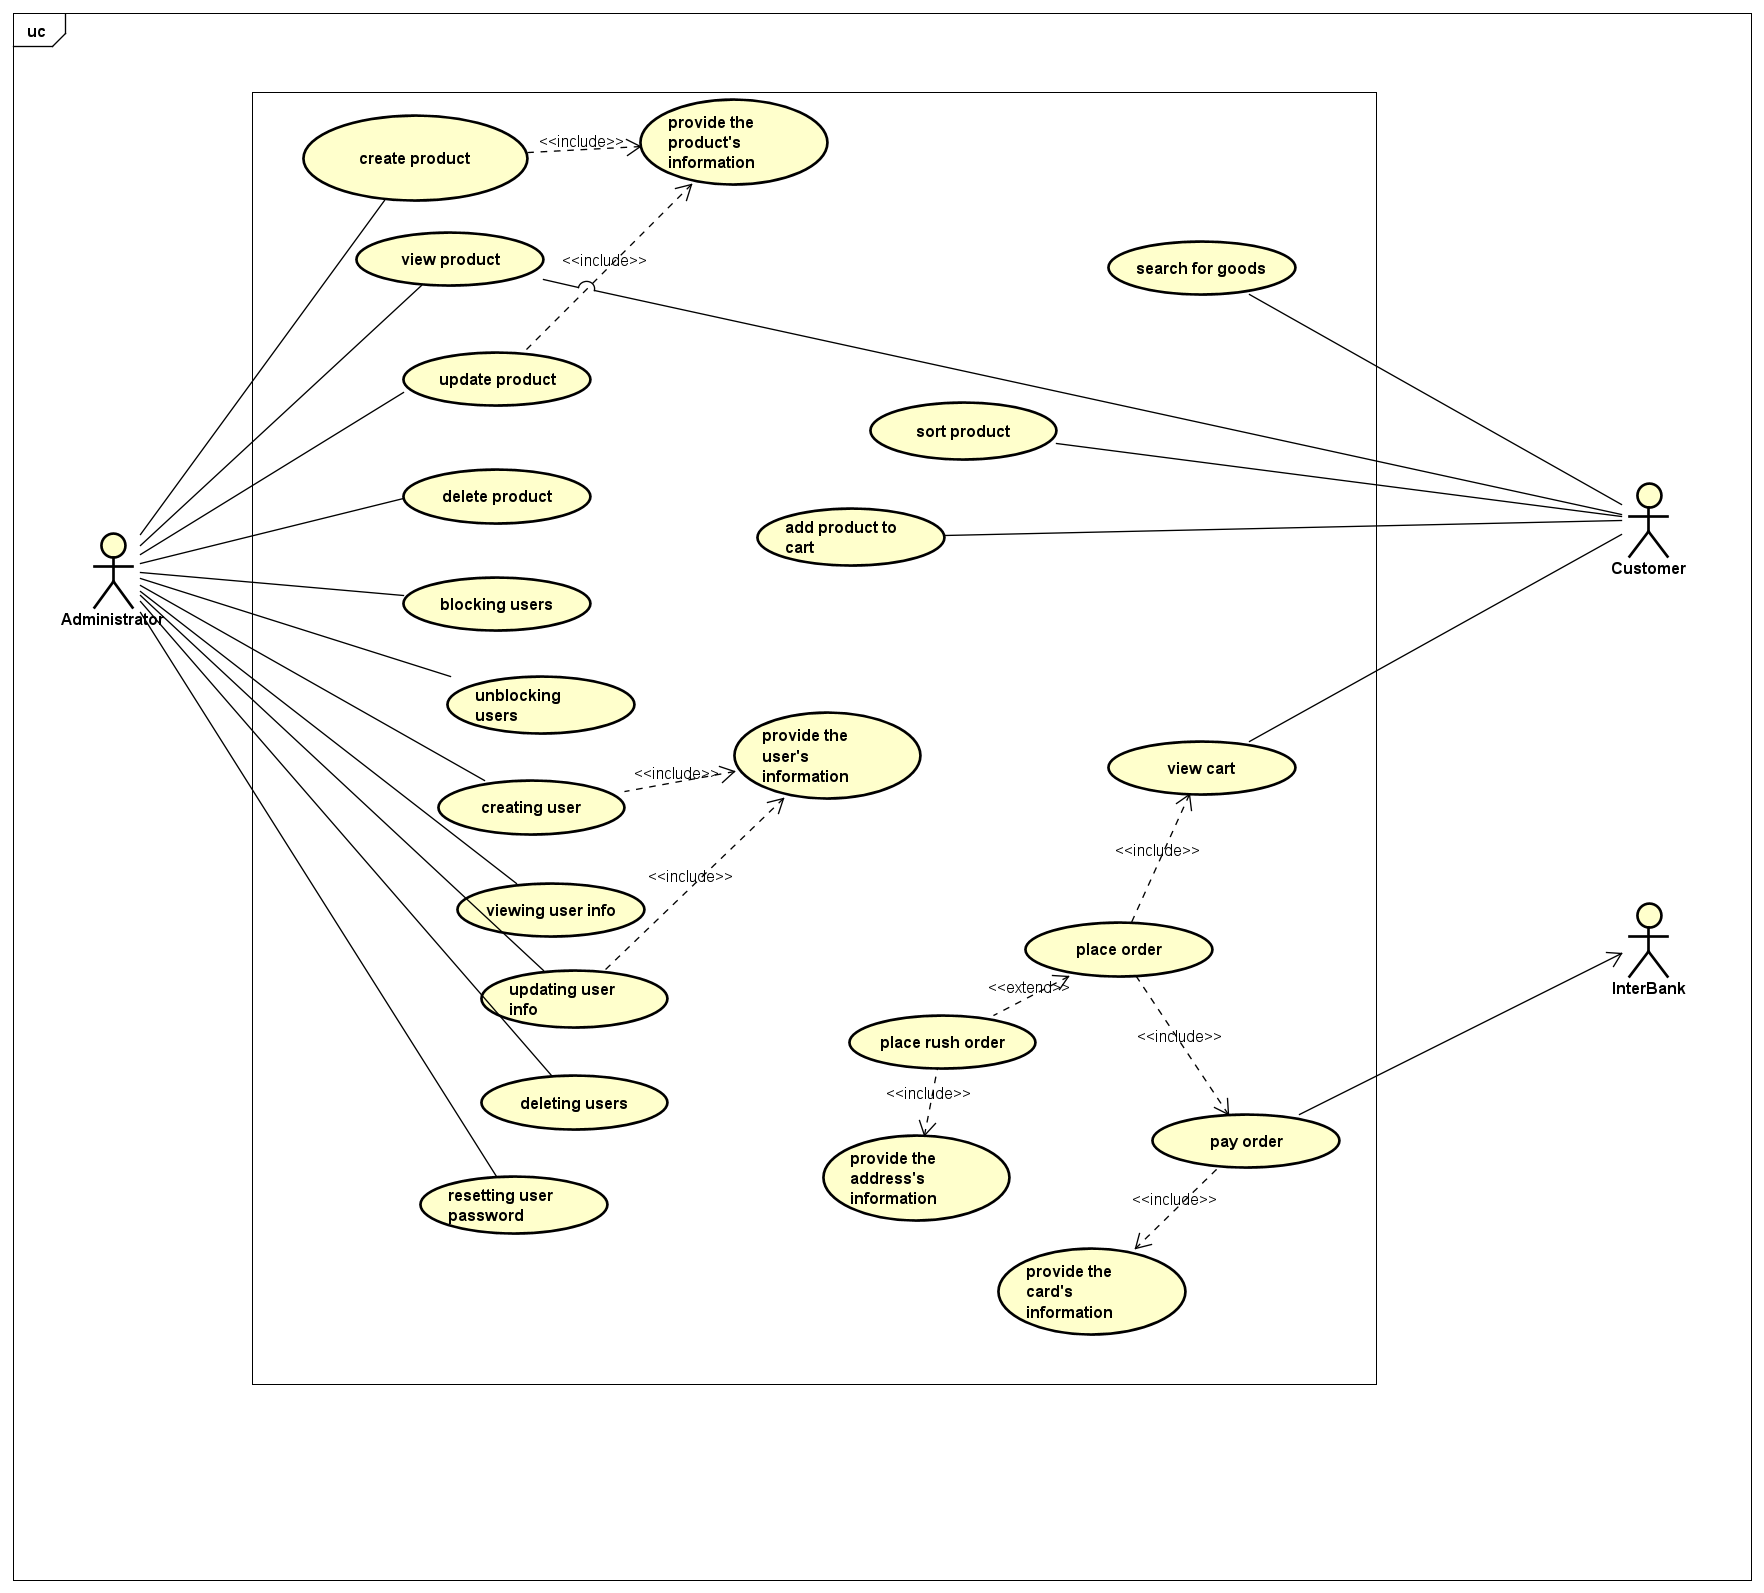 uc
create product
<<include>>
provide the
product's
information
view product
<<include>>
search for goods
update product
sort product
delete product
add product to
cart
Customer
blocking users
Administrator
unblocking
users
provide the
user's
information
<<include>>
view cart
creating user
<<include>>
<<include>>
viewing user info
place order
updating user
info
<<extend>>
InterBank
<<include>>
place rush order
<<include>>
deleting users
pay order
provide the
address's
information
<<include>>
resetting user
password
provide the
card's
information